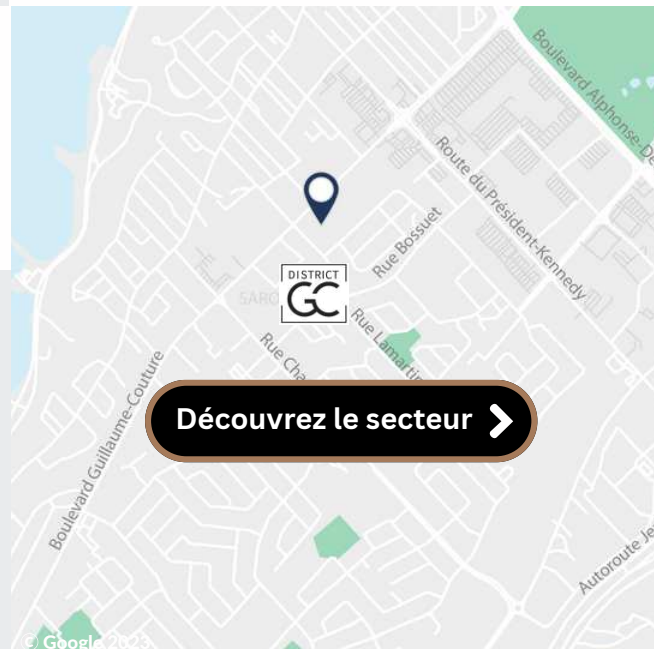 Boulevard Alphonse-De
Route du Président-Kennedy
Rue Bossuet
DISTRICT
GC
SARO
Rue Lamartin
Rue Cha
Découvrez le secteur
Boulevard Guillaume-Couture
Autoroute Je
© Google 2023